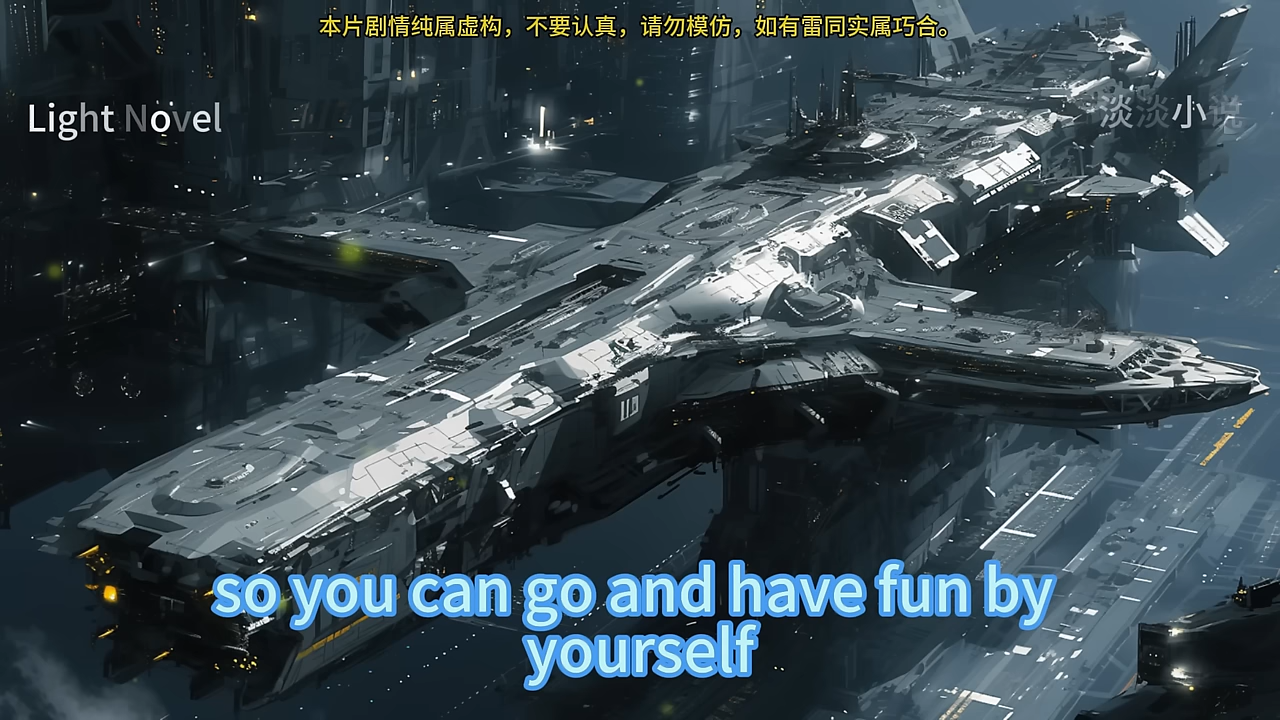 本片剧情纯属虚构，不要认真，请勿模仿，如有雷同实属巧合。
Light Novel
淡淡小说
so you can go and have fun by
yourself